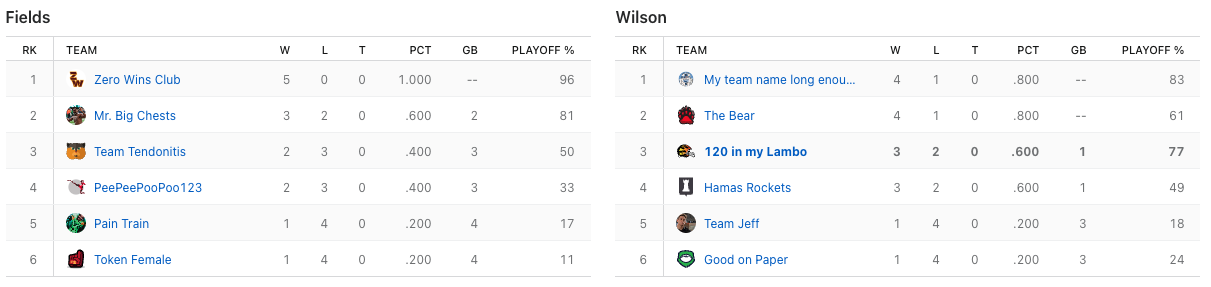 Fields
RK TEAM W L T PCT GB PLAYOFF %
1 Zero Wins Club 5 0 0 1.000 -- 96
2 Mr. Big Chests 3 2 0 .600 2 81
3 Team Tendonitis 2 3 0 .400 3 50
4 PeePeePooPoo123 2 3 0 .400 3 33
5 Pain Train 1 4 0 .200 4 17
6 Token Female 1 4 0 .200 4 11
Wilson
RK TEAM W L T PCT GB PLAYOFF %
1 My team name long enou... 4 1 0 .800 -- 83
2 The Bear 4 1 0 .800 -- 61
3 120 in my Lambo 3 2 0 .600 1 77
4 Hamas Rockets 3 2 0 .600 1 49
5 Team Jeff 1 4 0 .200 3 18
6 Good on Paper 1 4 0 .200 3 24